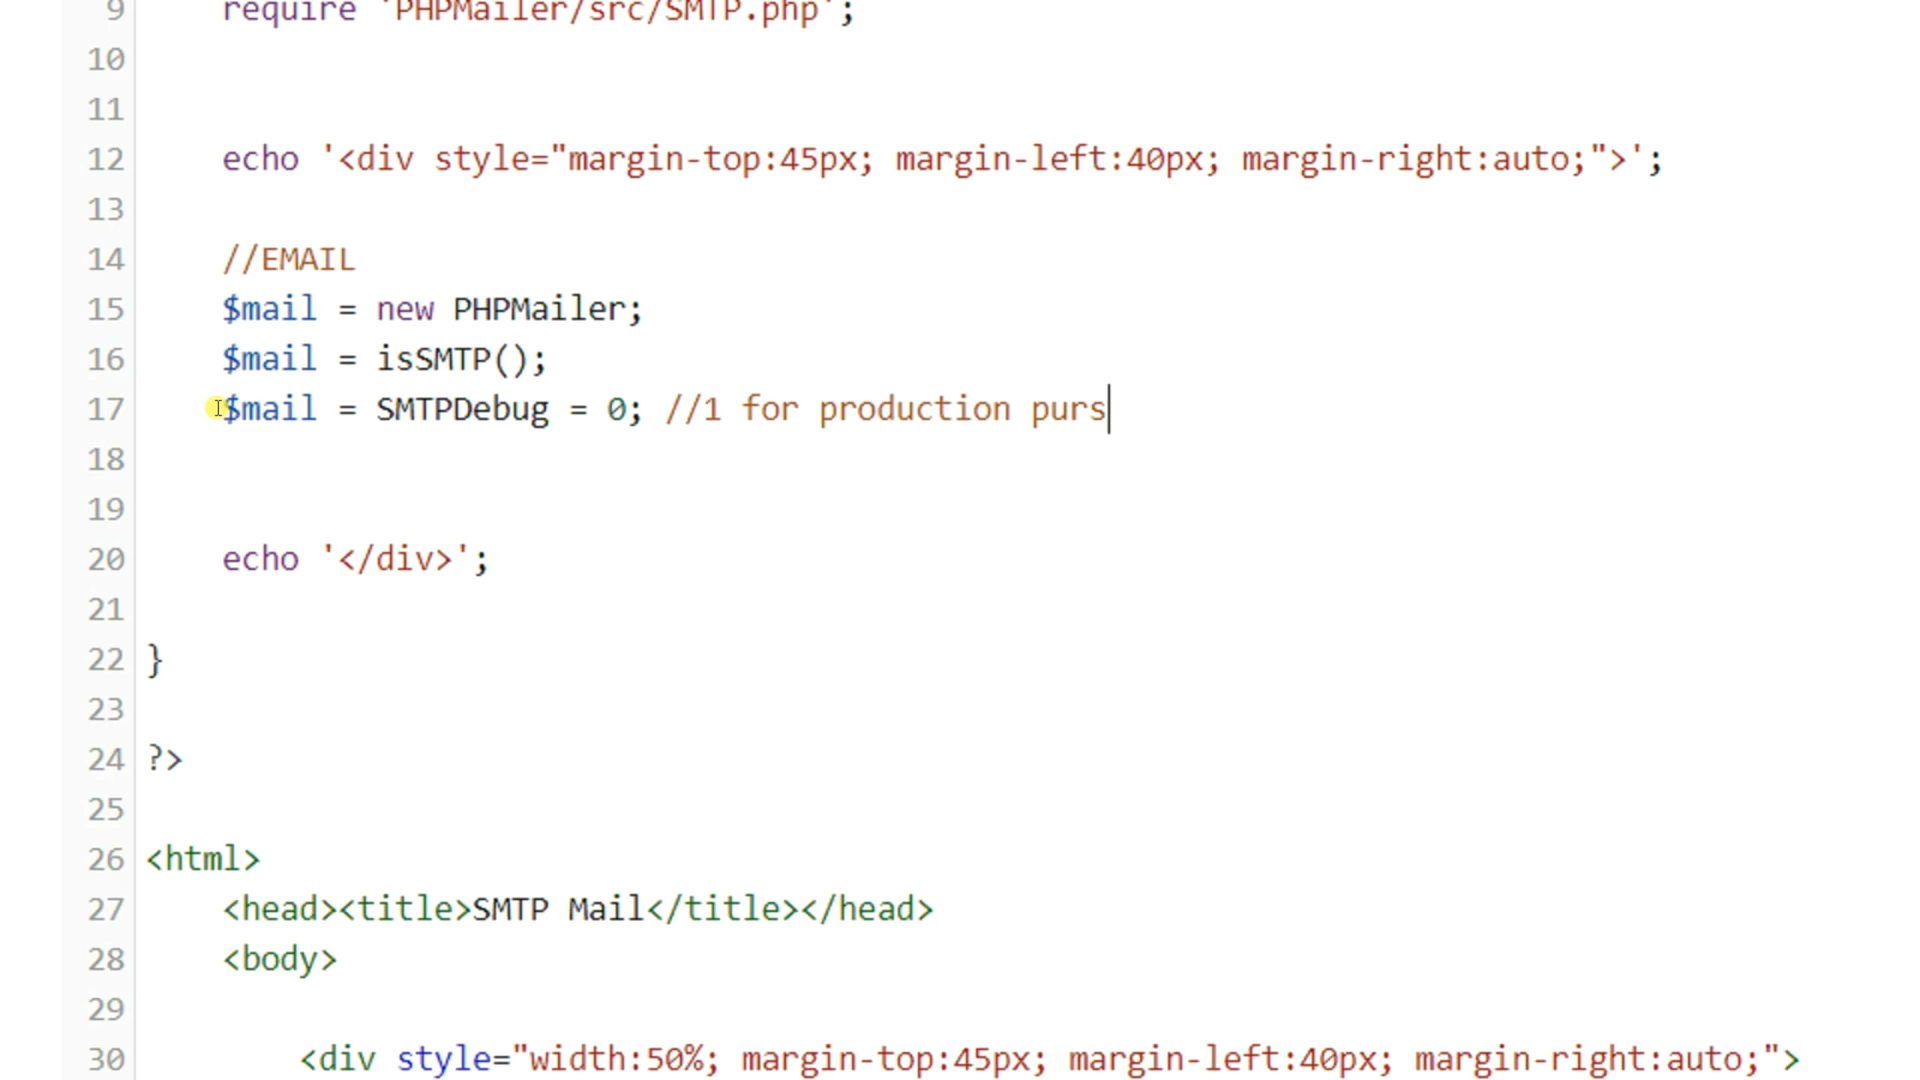 9 require 'PHPMailer/src/SMTP.php';
10
11
12 echo '<div style="margin-top:45px; margin-left:40px; margin-right:auto;">';
13
14 //EMAIL
15 $mail = new PHPMailer;
16 $mail = isSMTP();
17 $mail = SMTPDebug = 0; //1 for production purs
18
19
20 echo '</div>';
21
22 }
23
24 ?>
25
26 <html>
27 <head><title>SMTP Mail</title></head>
28 <body>
29
30 <div style="width:50%; margin-top:45px; margin-left:40px; margin-right:auto;">